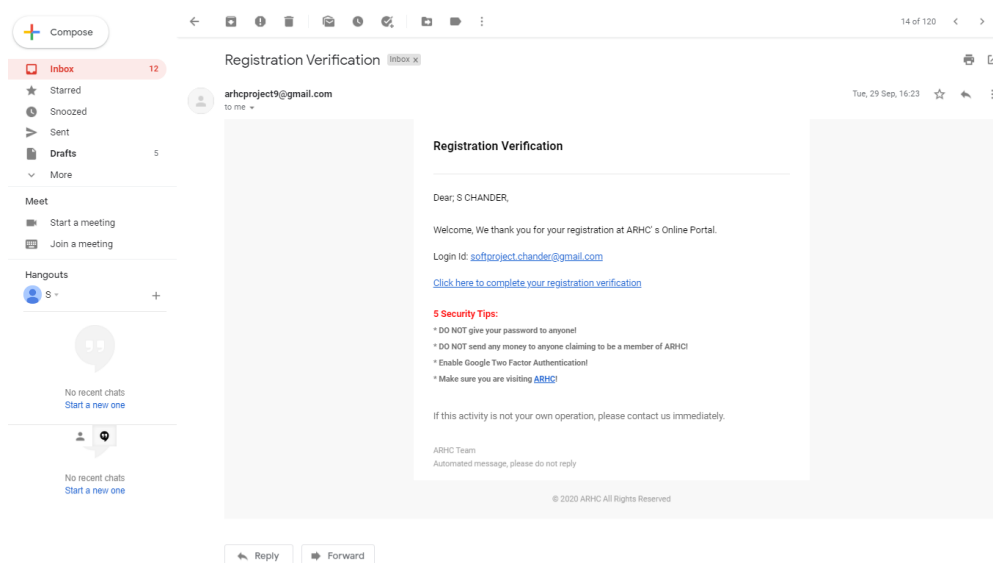 Compose
14 of 120
Inbox 12
Starred
Snoozed
Sent
Drafts 5
More
Meet
Start a meeting
Join a meeting
Hangouts
S
No recent chats
Start a new one
No recent chats
Start a new one
Registration Verification Inbox x
arhcproject9@gmail.com
Tue, 29 Sep, 16:23
to me
Registration Verification
Dear; S CHANDER,
Welcome, We thank you for your registration at ARHC' s Online Portal.
Login Id: softproject.chander@gmail.com
Click here to complete your registration verification
5 Security Tips:
* DO NOT give your password to anyone!
* DO NOT send any money to anyone claiming to be a member of ARHC!
* Enable Google Two Factor Authentication!
* Make sure you are visiting ARHC!
If this activity is not your own operation, please contact us immediately.
ARHC Team
Automated message, please do not reply
© 2020 ARHC All Rights Reserved
Reply
Forward